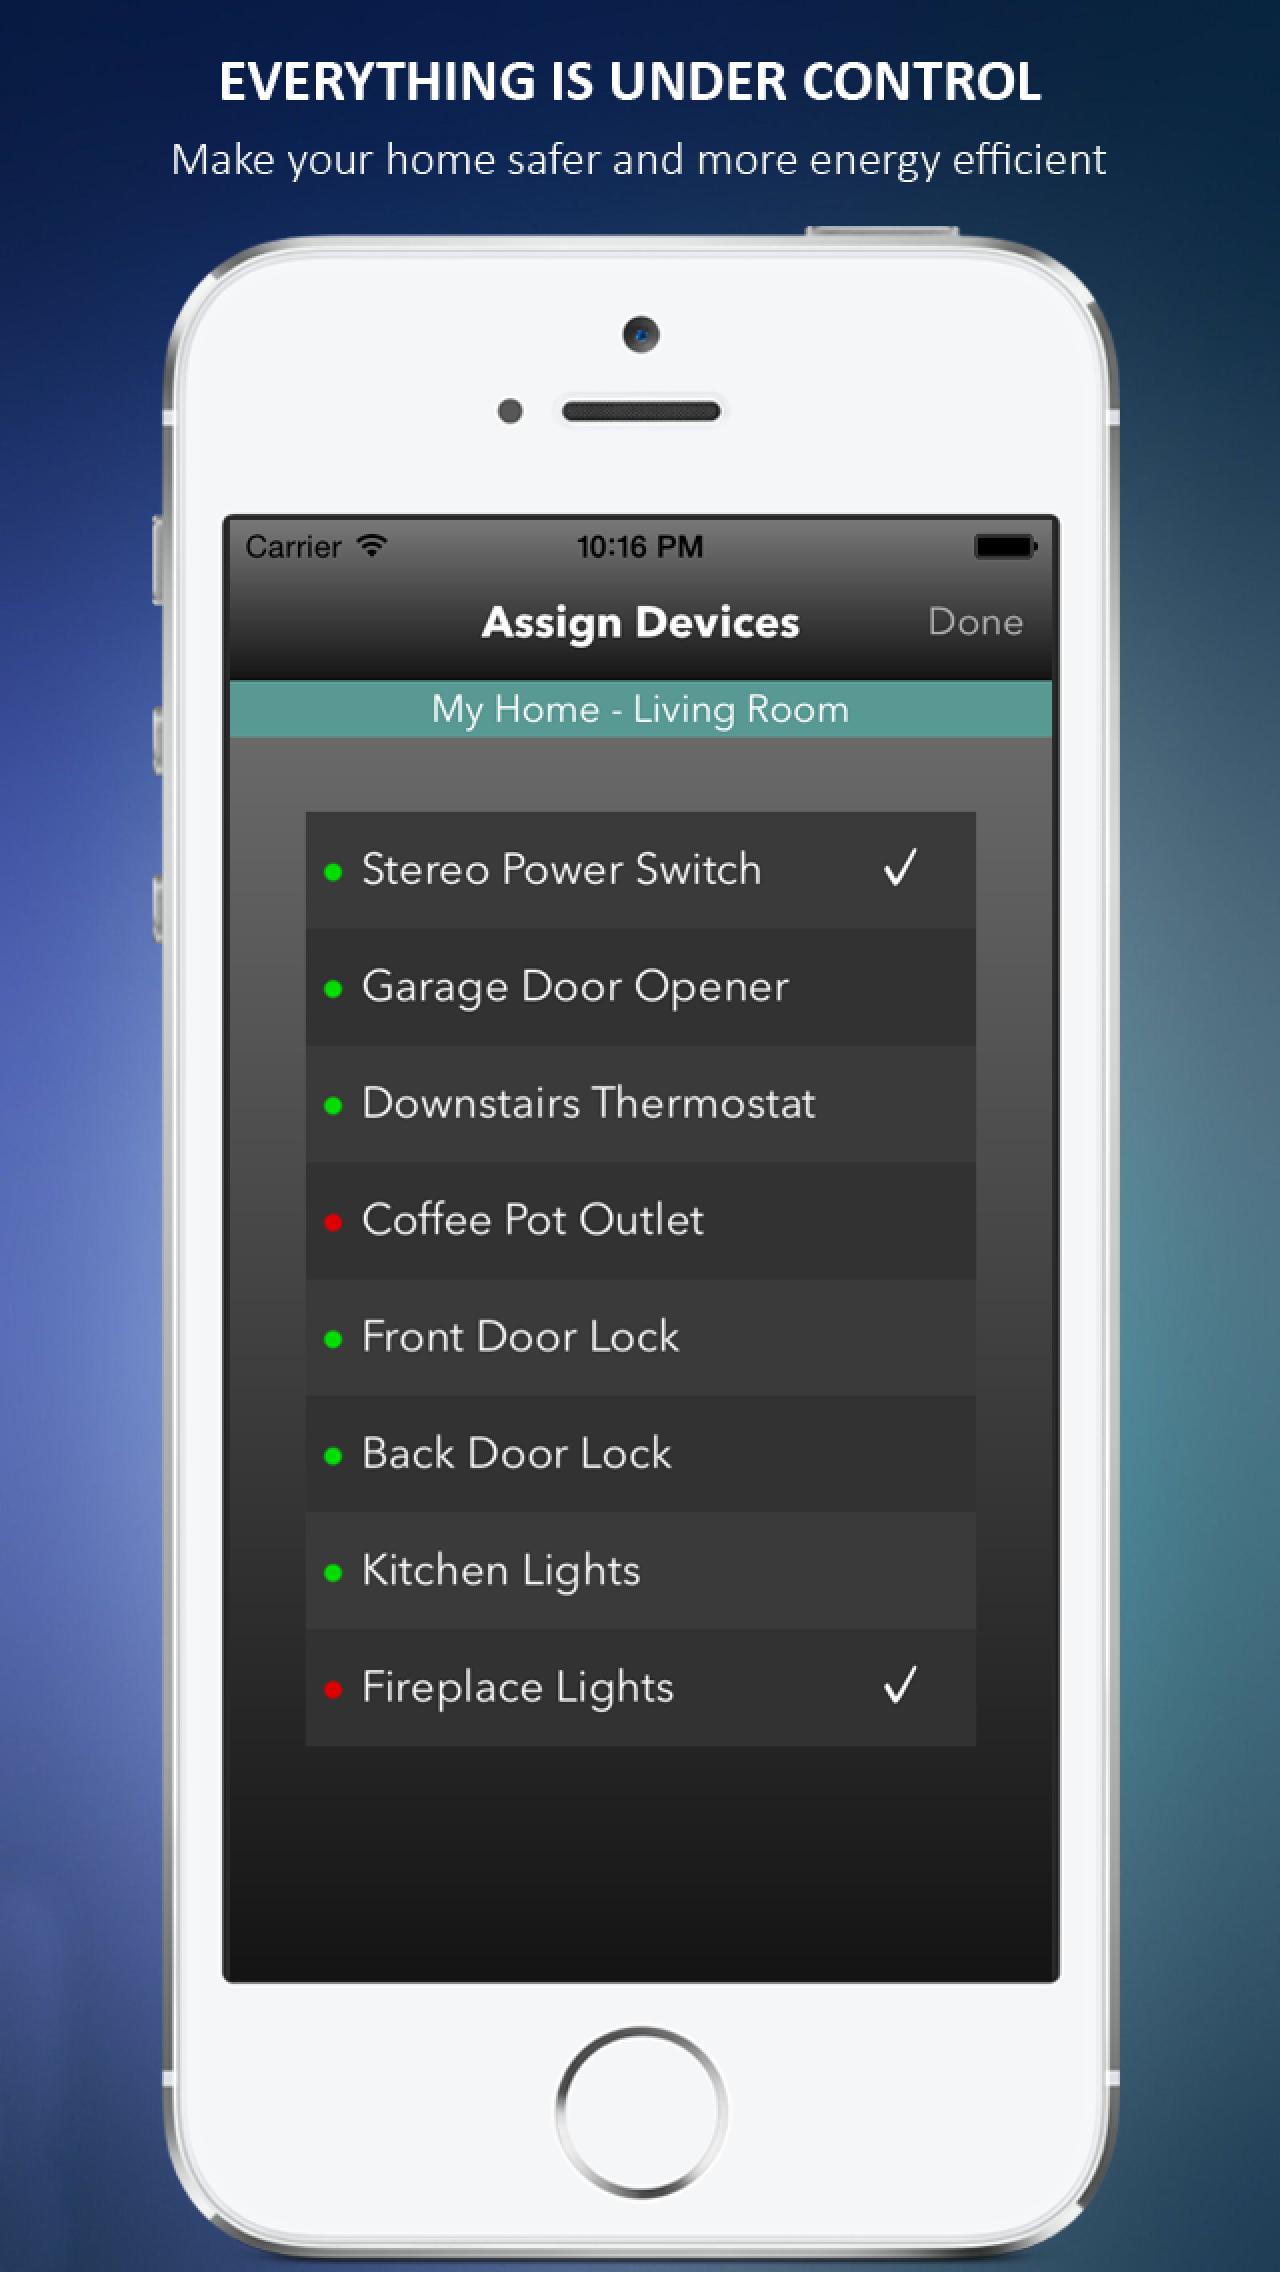 EVERYTHING IS UNDER CONTROL
Make your home safer and more energy efficient
Carrier 10:16 PM
Assign Devices Done
My Home - Living Room
Stereo Power Switch
Garage Door Opener
Downstairs Thermostat
Coffee Pot Outlet
Front Door Lock
Back Door Lock
Kitchen Lights
Fireplace Lights